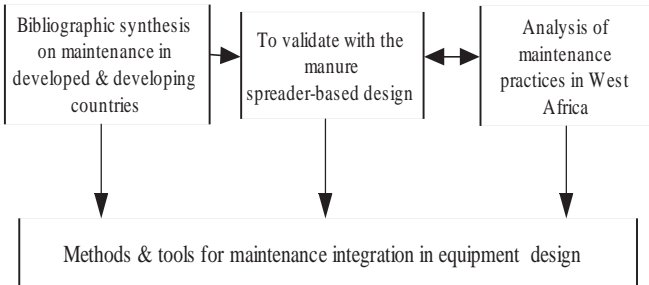 Bibliographic synthesis
on maintenance in
developed & developing
countries
To validate with the
manure
spreader-based design
Analysis of
maintenance
practices in West
Africa
Methods & tools for maintenance integration in equipment design